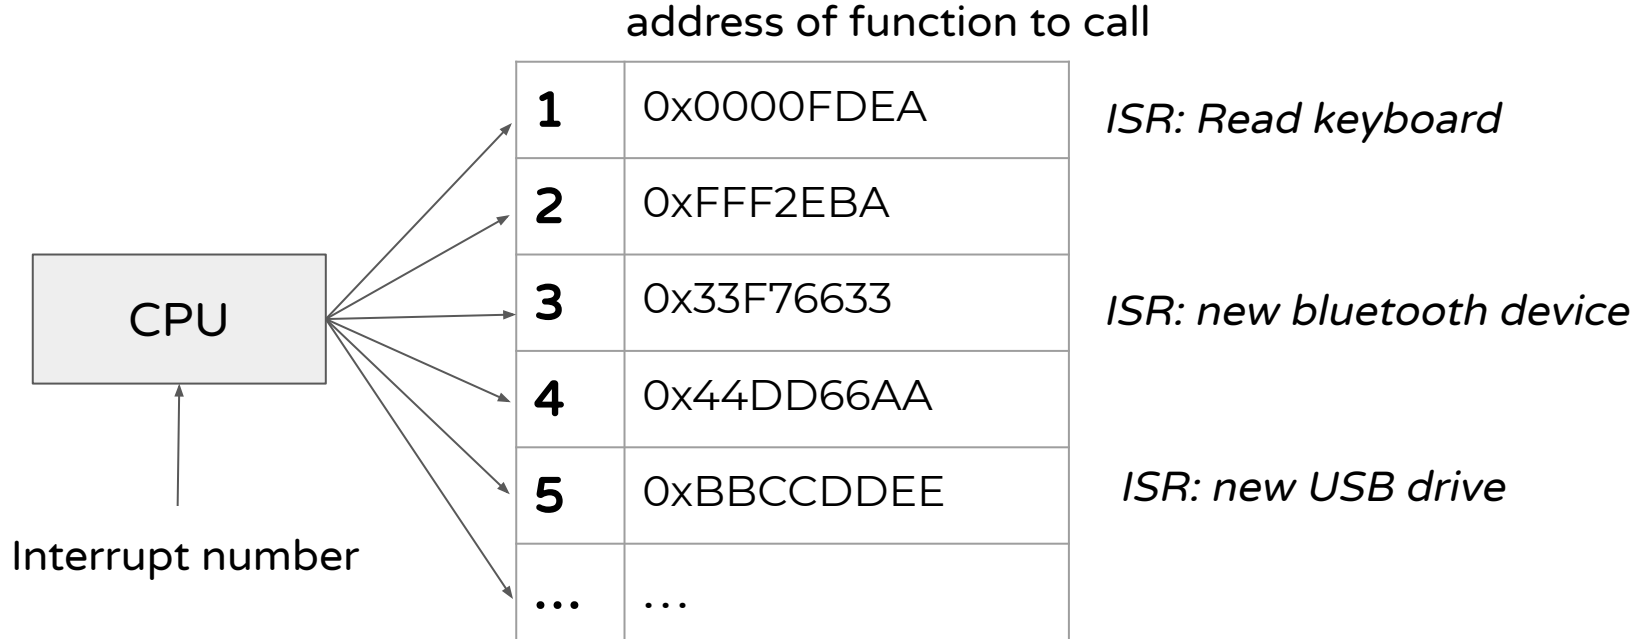 address of function to call
1 0x0000FDEA ISR: Read keyboard
2 0xFFF2EBA
3 0x33F76633 ISR: new bluetooth device
CPU
4 0x44DD66AA
5 0xBBCCDDEE ISR: new USB drive
Interrupt number
... ...